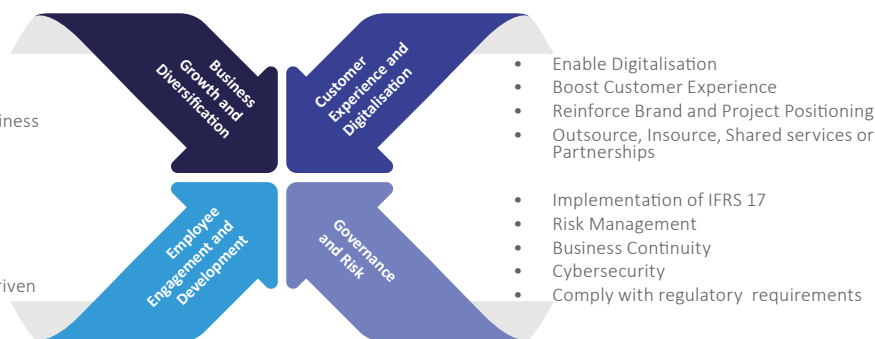 Business
Growth and
Diversification
Customer
Experience and
Digitalisation
• Enable Digitalisation
• Boost Customer Experience
• Reinforce Brand and Project Positioning
• Outsource, Insource, Shared services or
Partnerships
iness
Employee
Engagement and
Development
Governance
and Risk
• Implementation of IFRS 17
• Risk Management
• Business Continuity
• Cybersecurity
• Comply with regulatory requirements
riven